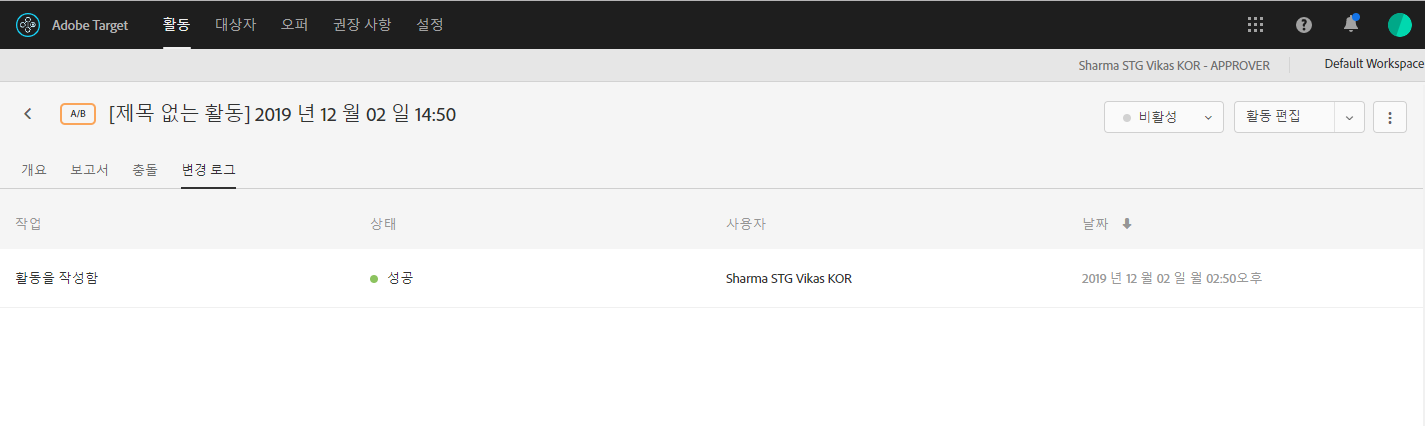 Adobe Target 활동 대상자 오퍼 권장 사항 설정
Sharma STG Vikas KOR - APPROVER Default Workspace
A/B [제목 없는 활동] 2019 년 12 월 02 일 14:50 비활성 활동 편집
개요 보고서 충돌 변경 로그
작업 상태 사용자 날짜
활동을 작성함 성공 Sharma STG Vikas KOR 2019 년 12 월 02 일 월 02:50오후